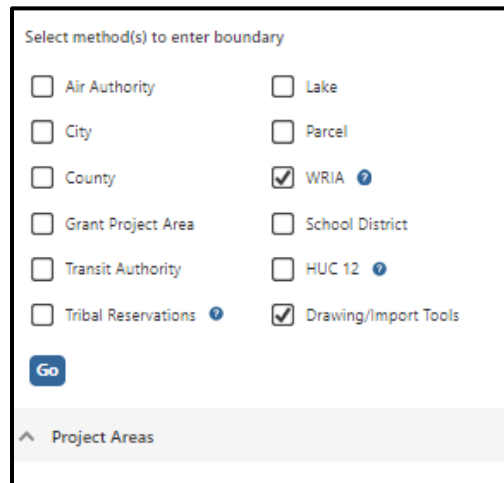 Select method(s) to enter boundary
Air Authority
Lake
City
Parcel
County
WRIA ?
Grant Project Area
School District
Transit Authority
HUC 12 ?
Tribal Reservations ?
Drawing/Import Tools
Go
Project Areas